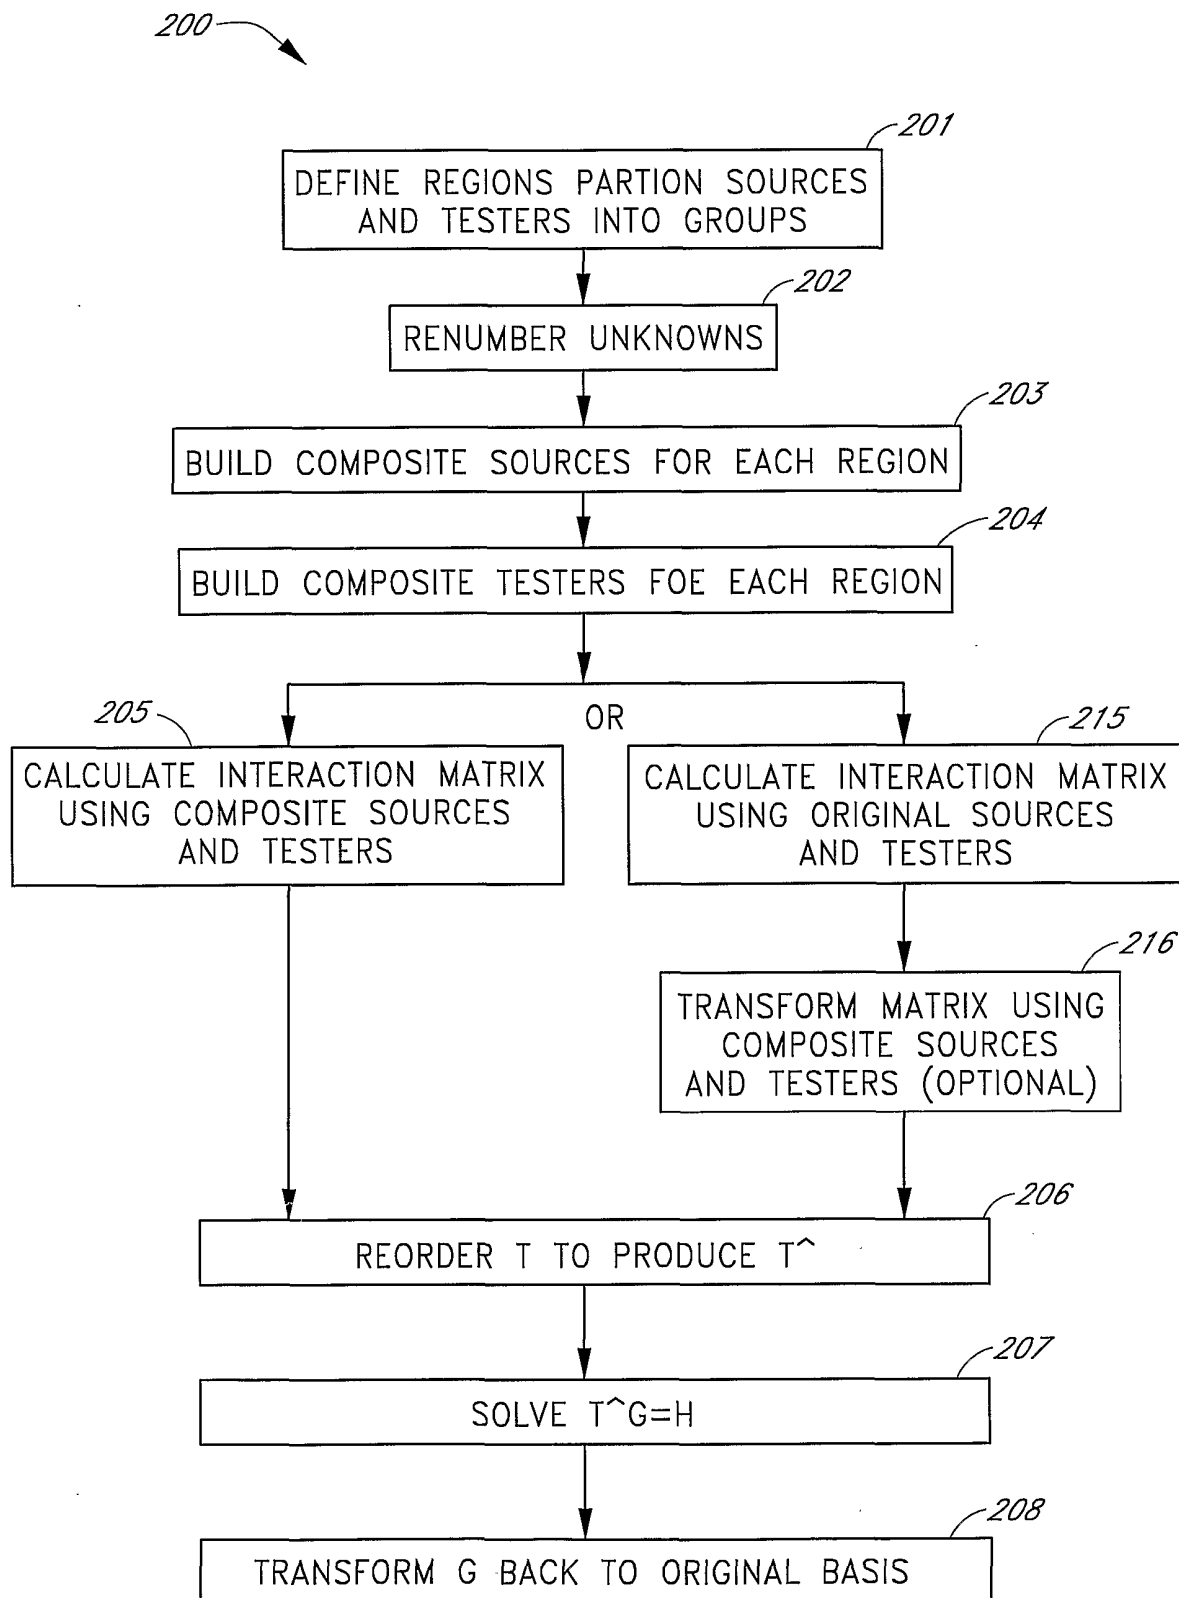 200
201
DEFINE REGIONS PARTION SOURCES
AND TESTERS INTO GROUPS
202
RENUMBER UNKNOWNS
203
BUILD COMPOSITE SOURCES FOR EACH REGION
204
BUILD COMPOSITE TESTERS FOE EACH REGION
OR
205
CALCULATE INTERACTION MATRIX
USING COMPOSITE SOURCES
AND TESTERS
215
CALCULATE INTERACTION MATRIX
USING ORIGINAL SOURCES
AND TESTERS
216
TRANSFORM MATRIX USING
COMPOSITE SOURCES
AND TESTERS (OPTIONAL)
206
REORDER T TO PRODUCE T^
207
SOLVE T^G=H
208
TRANSFORM G BACK TO ORIGINAL BASIS